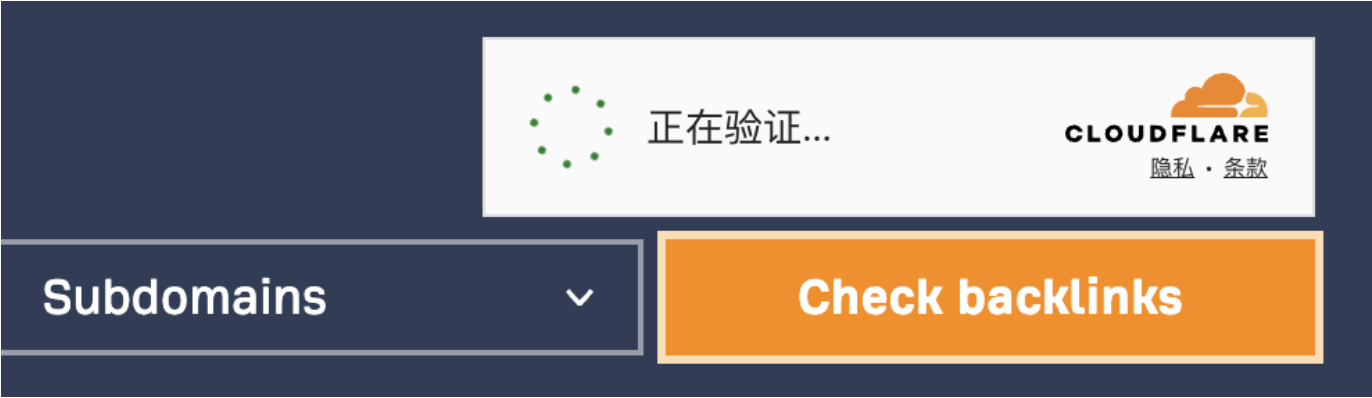 正在验证...
CLOUDFLARE
隐私 · 条款
Subdomains
Check backlinks